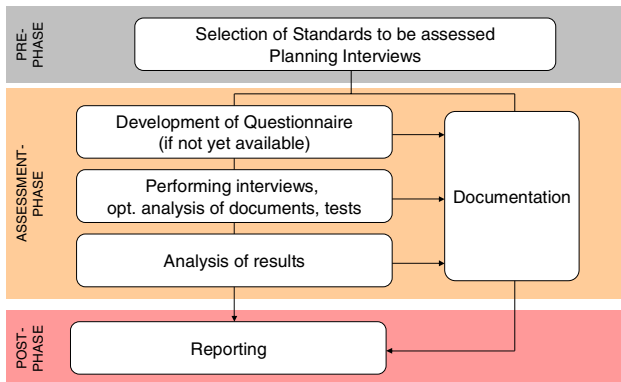 PRE-
PHASE
Selection of Standards to be assessed
Planning Interviews
ASSESSMENT-
PHASE
Development of Questionnaire
(if not yet available)
Performing interviews,
opt. analysis of documents, tests
Analysis of results
Documentation
POST-
PHASE
Reporting